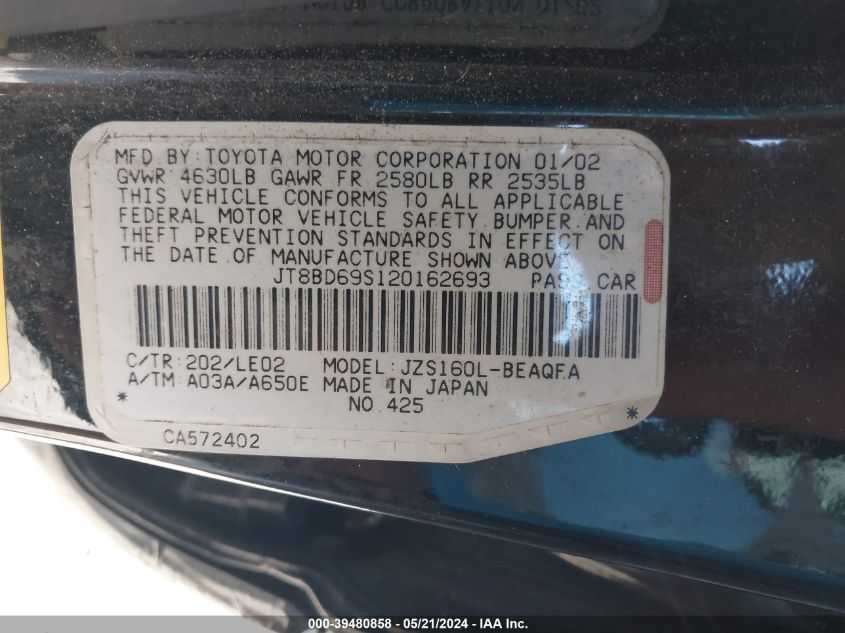 MFD BY: TOYOTA MOTOR CORPORATION 01/02
GVWR 4630LB GAWR FR 2580LB RR 2535LB
THIS VEHICLE CONFORMS TO ALL APPLICABLE
FEDERAL MOTOR VEHICLE SAFETY BUMPER AND
THEFT PREVENTION STANDARDS IN EFFECT ON
THE DATE OF MANUFACTURE SHOWN ABOVE
JT8BD69S120162693 PASS. CAR
C/TR: 202/LE02 MODEL: JZS160L-BEAQFA
A/TM: A03A/A650E MADE IN JAPAN
* NO. 425 *
CA572402
000-39480858 - 05/21/2024 - IAAI.COM